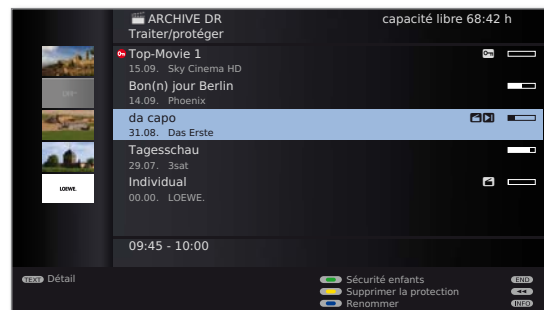 ARCHIVE DR capacité libre 68:42 h
Traiter/protéger
Top-Movie 1
15.09. Sky Cinema HD
Bon(n) jour Berlin
14.09. Phoenix
da capo
31.08. Das Erste
Tagesschau
29.07. 3sat
Individual
00.00. LOEWE.
LOEWE.
09:45 - 10:00
TEXT Détail
Sécurité enfants END
Supprimer la protection
Renommer INFO